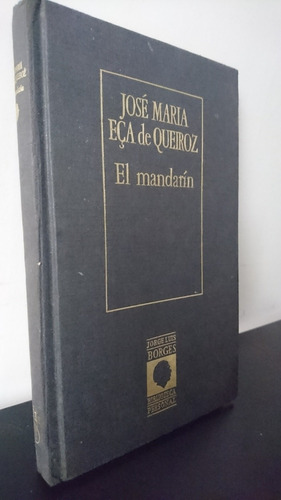 JOSÉ MARIA
EÇA de QUEIROZ
El mandarín
JORGE LUIS
BORGES
BIBLIOTECA
PERSONAL